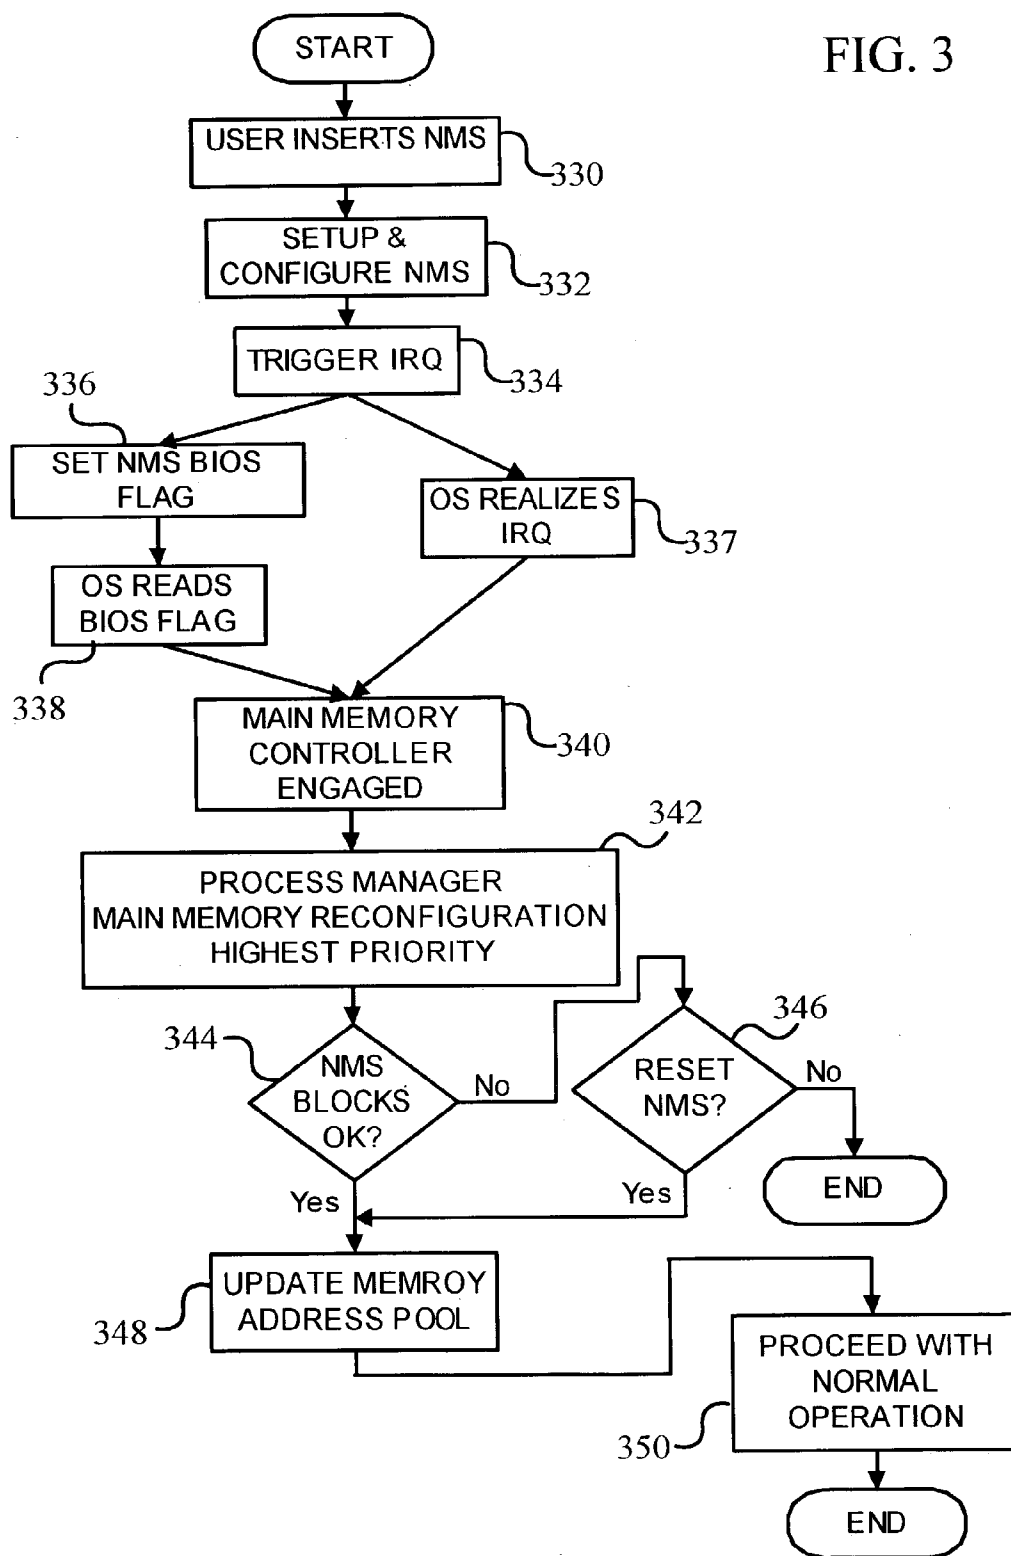 START
FIG. 3
USER INSERTS NMS
330
SETUP &
CONFIGURE NMS
332
TRIGGER IRQ
334
336
SET NMS BIOS
FLAG
OS REALIZES
IRQ
337
OS READS
BIOS FLAG
338
MAIN MEMORY
CONTROLLER
ENGAGED
340
342
PROCESS MANAGER
MAIN MEMORY RECONFIGURATION
HIGHEST PRIORITY
344
NMS
BLOCKS
OK?
No
346
RESET
NMS?
No
END
Yes
Yes
UPDATE MEMROY
ADDRESS POOL
348
PROCEED WITH
NORMAL
OPERATION
350
END